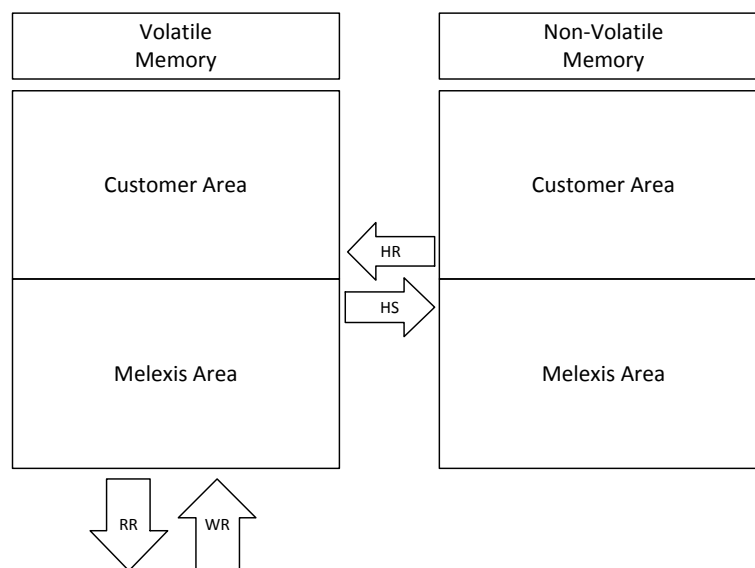 Volatile
Memory
Non-Volatile
Memory
Customer Area
Customer Area
HR
HS
Melexis Area
Melexis Area
RR
WR